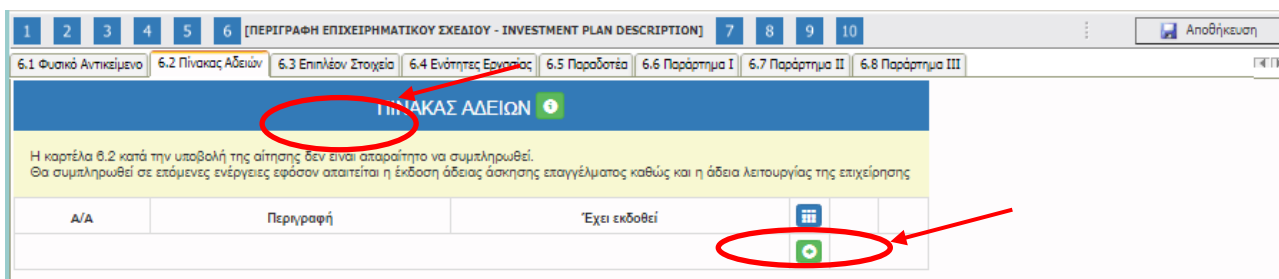 1 2 3 4 5 6 [ΠΕΡΙΓΡΑΦΗ ΕΠΙΧΕΙΡΗΜΑΤΙΚΟΥ ΣΧΕΔΙΟΥ - INVESTMENT PLAN DESCRIPTION] 7 8 9 10 Αποθήκευση
6.1 Φυσικό Αντικείμενο 6.2 Πίνακας Αδειών 6.3 Επιπλέον Στοιχεία 6.4 Ενότητες Εργασίας 6.5 Παραδοτέα 6.6 Παράρτημα I 6.7 Παράρτημα II 6.8 Παράρτημα III
ΠΙΝΑΚΑΣ ΑΔΕΙΩΝ
Η καρτέλα 6.2 κατά την υποβολή της αίτησης δεν είναι απαραίτητο να συμπληρωθεί.
Θα συμπληρωθεί σε επόμενες ενέργειες εφόσον απαιτείται η έκδοση άδειας άσκησης επαγγέλματος καθώς και η άδεια λειτουργίας της επιχείρησης
Α/Α Περιγραφή Έχει εκδοθεί